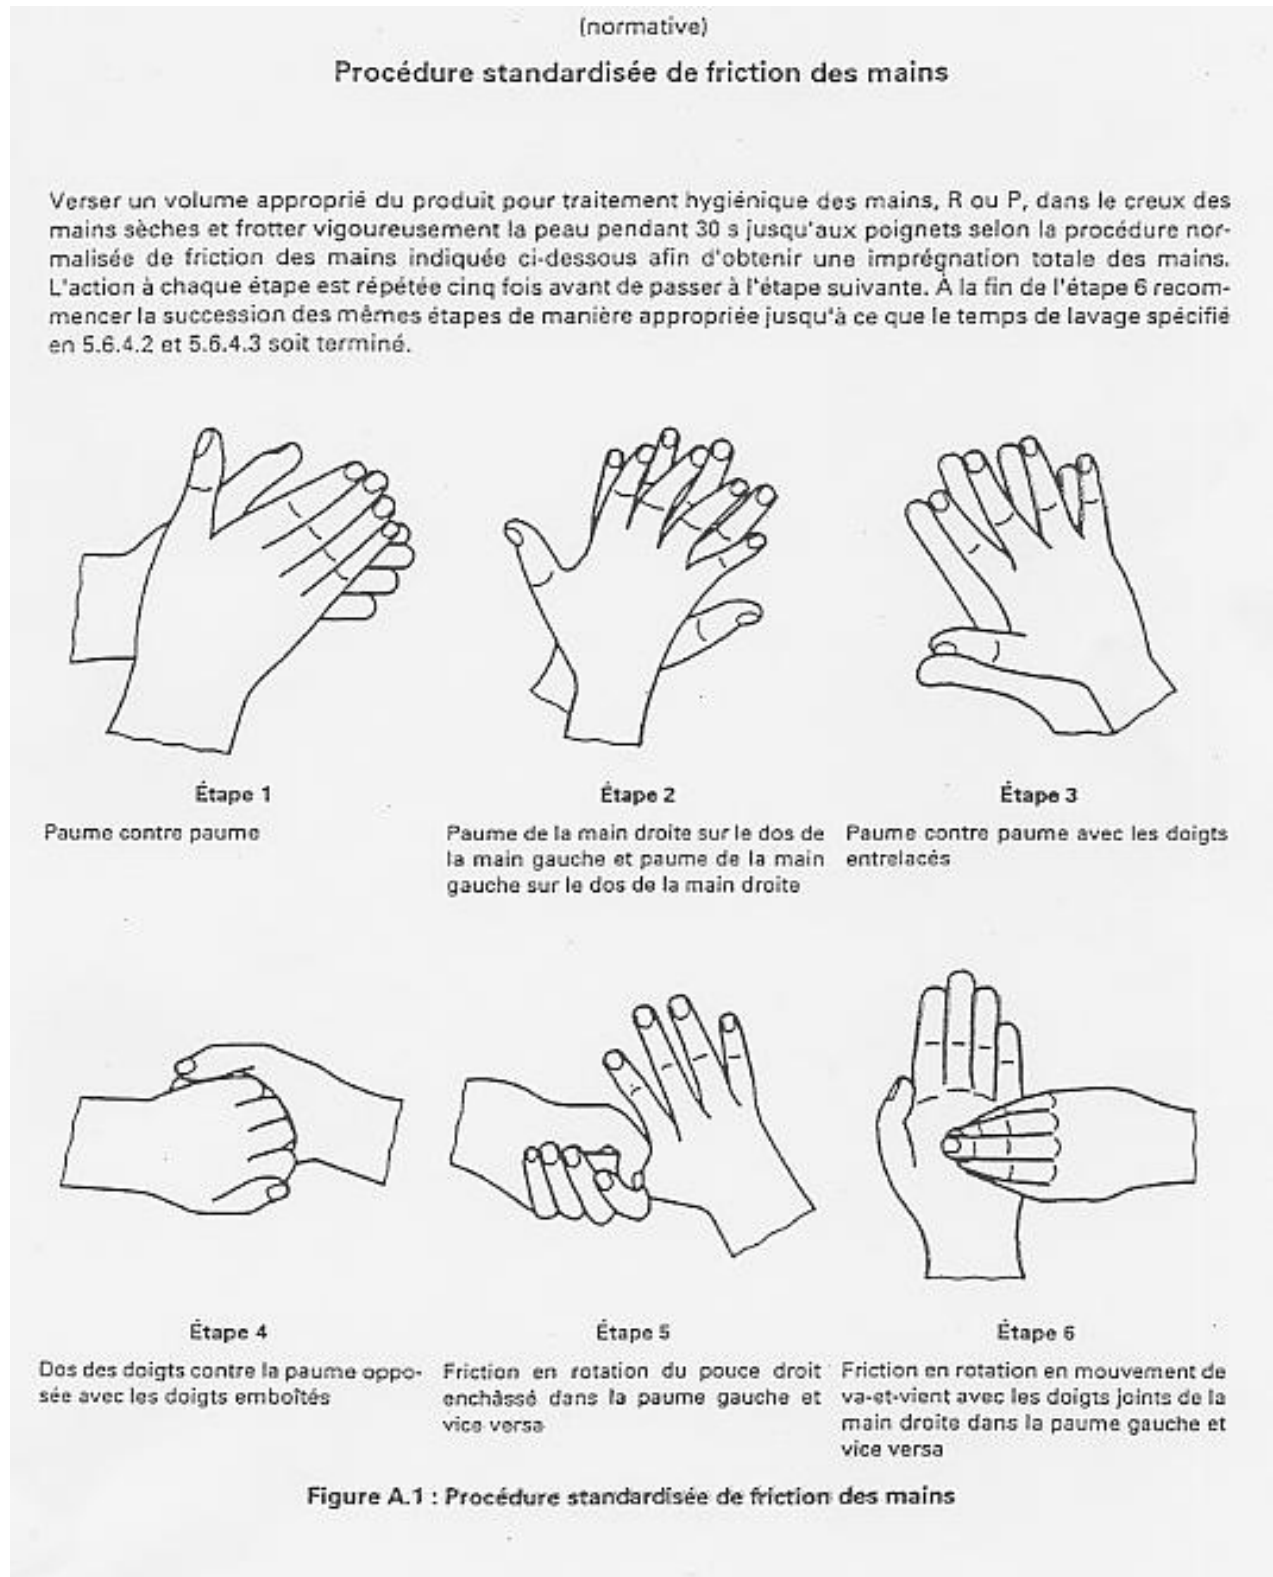 (normative)
Procédure standardisée de friction des mains
Verser un volume approprié du produit pour traitement hygiénique des mains, R ou P, dans le creux des
mains sèches et frotter vigoureusement la peau pendant 30 s jusqu'aux poignets selon la procédure nor-
malisée de friction des mains indiquée ci-dessous afin d'obtenir une imprégnation totale des mains.
L'action à chaque étape est répétée cinq fois avant de passer à l'étape suivante. À la fin de l'étape 6 recom-
mencer la succession des mêmes étapes de manière appropriée jusqu'à ce que le temps de lavage spécifié
en 5.6.4.2 et 5.6.4.3 soit terminé.
Étape 1
Paume contre paume
Étape 2
Paume de la main droite sur le dos de
la main gauche et paume de la main
gauche sur le dos de la main droite
Étape 3
Paume contre paume avec les doigts
entrelacés
Étape 4
Dos des doigts contre la paume oppo-
sée avec les doigts emboîtés
Étape 5
Friction en rotation du pouce droit
enchâssé dans la paume gauche et
vice versa
Étape 6
Friction en rotation en mouvement de
va-et-vient avec les doigts joints de la
main droite dans la paume gauche et
vice versa
Figure A.1 : Procédure standardisée de friction des mains